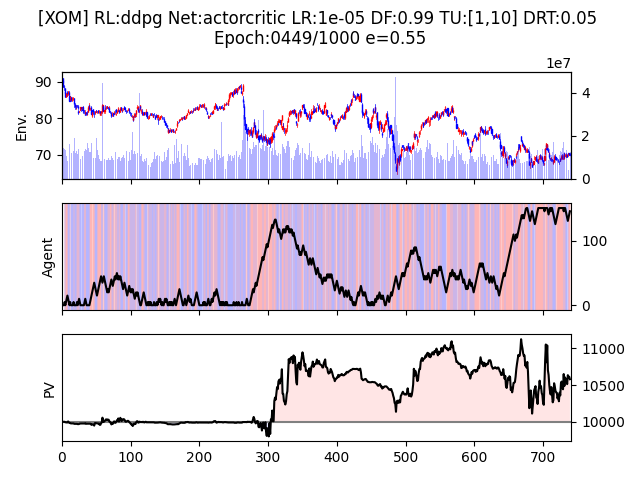 [XOM] RL:ddpg Net:actorcritic LR:1e-05 DF:0.99 TU:[1,10] DRT:0.05
Epoch:0449/1000 e=0.55
1e7
90
80
70
Env.
4
2
0
Agent
100
0
PV
11000
10500
10000
0 100 200 300 400 500 600 700